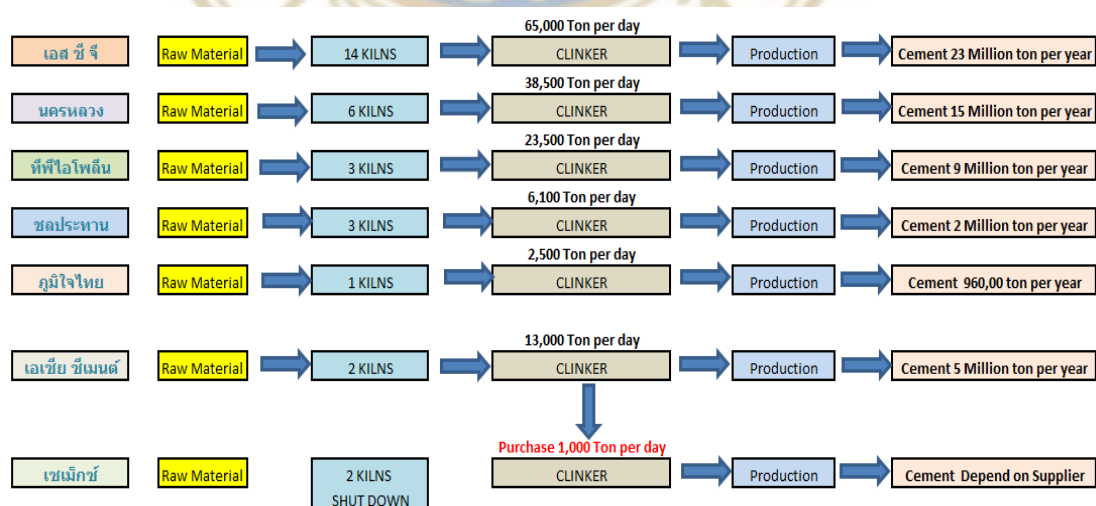 65,000 Ton per day
เอส ซี จี Raw Material 14 KILNS CLINKER Production Cement 23 Million ton per year
38,500 Ton per day
นครหลวง Raw Material 6 KILNS CLINKER Production Cement 15 Million ton per year
23,500 Ton per day
ทีพีไอโพลีน Raw Material 3 KILNS CLINKER Production Cement 9 Million ton per year
6,100 Ton per day
ชลประทาน Raw Material 3 KILNS CLINKER Production Cement 2 Million ton per year
2,500 Ton per day
ภูมิใจไทย Raw Material 1 KILNS CLINKER Production Cement 960,00 ton per year
13,000 Ton per day
เอเชีย ซีเมนต์ Raw Material 2 KILNS CLINKER Production Cement 5 Million ton per year
Purchase 1,000 Ton per day
เซเม็กซ์ Raw Material 2 KILNS CLINKER Production Cement Depend on Supplier
SHUT DOWN